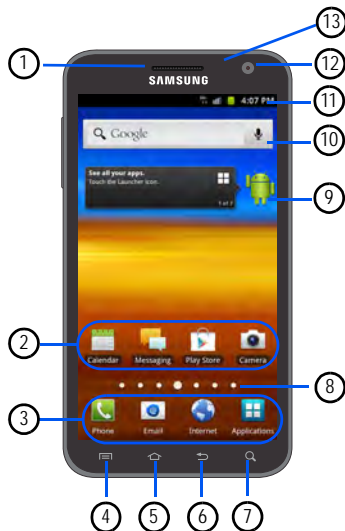 13
1
12
SAMSUNG
4:07 PM
11
Google
10
See all your apps.
Touch the Launcher icon.
1 of 7
9
2
Calendar Messaging Play Store Camera
8
3
Phone Email Internet Applications
4 5 6 7